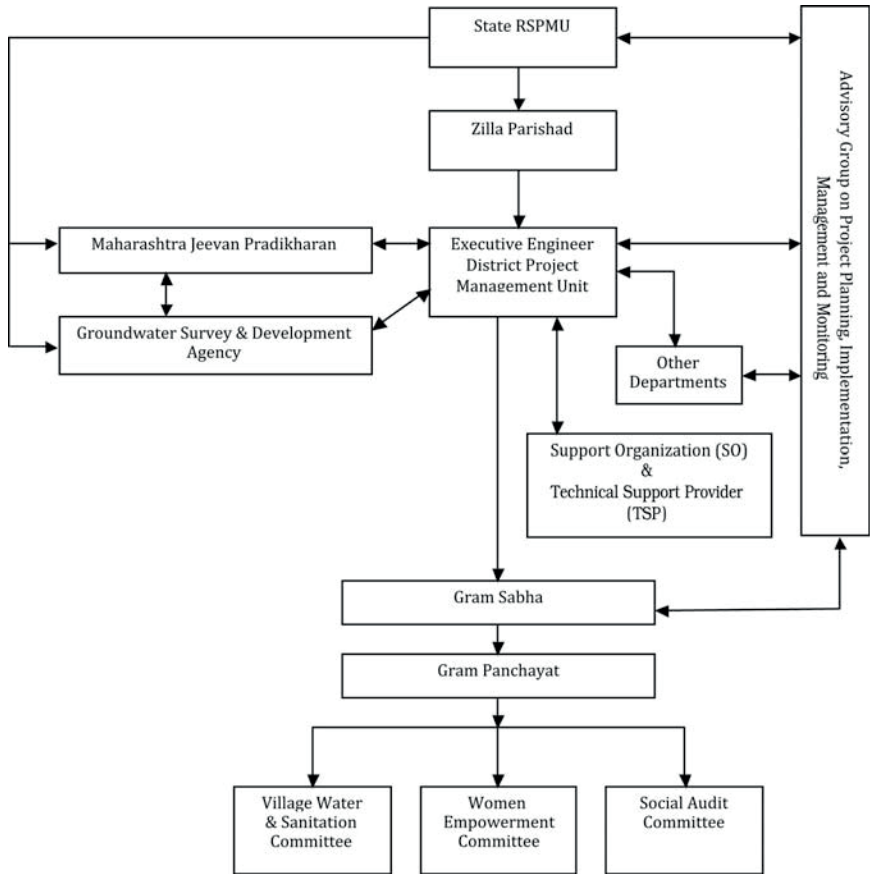 State RSPMU
Zilla Parishad
Maharashtra Jeevan Pradikharan
Executive Engineer
District Project
Management Unit
Groundwater Survey & Development
Agency
Other
Departments
Support Organization (SO)
&
Technical Support Provider
(TSP)
Advisory Group on Project Planning, Implementation,
Management and Monitoring
Gram Sabha
Gram Panchayat
Village Water
& Sanitation
Committee
Women
Empowerment
Committee
Social Audit
Committee